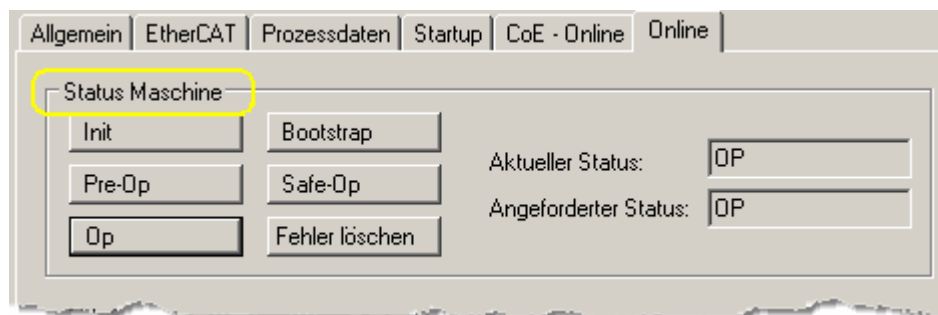 Allgemein EtherCAT Prozessdaten Startup CoE - Online Online
Status Maschine
Init Bootstrap
Pre-Op Safe-Op
Op Fehler löschen
Aktueller Status: OP
Angeforderter Status: OP